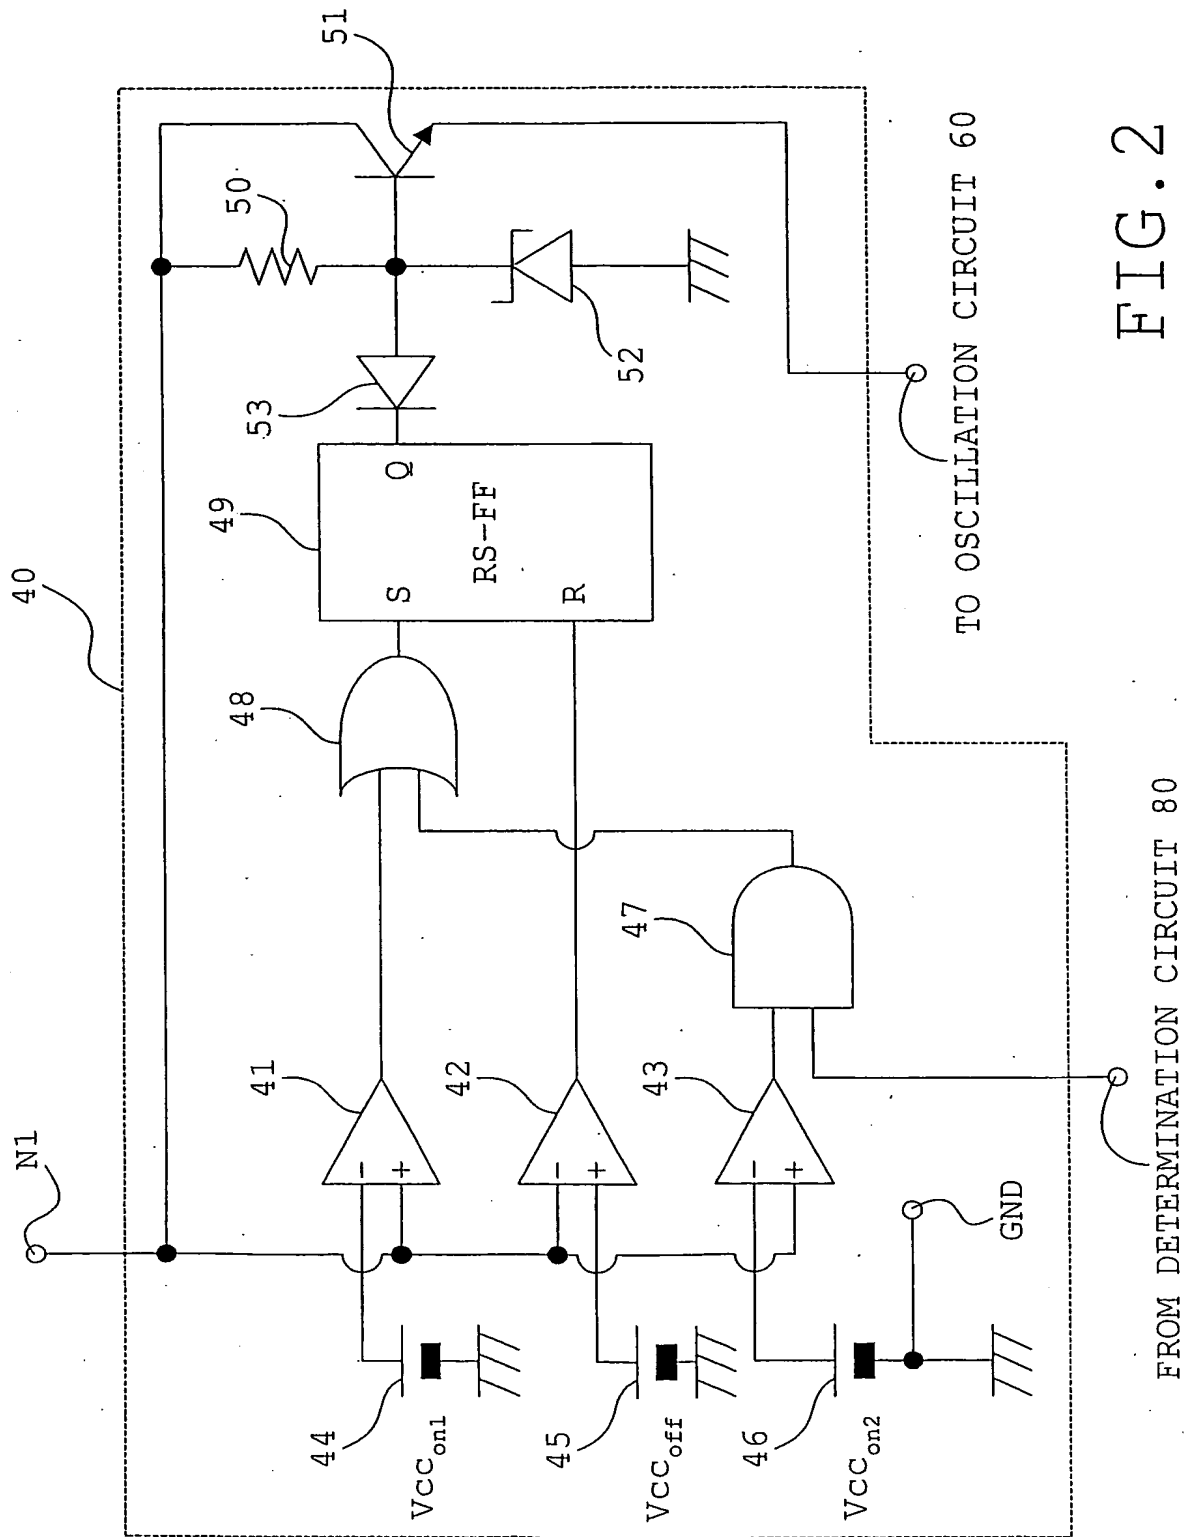 40
N1
41
42
43
44
Vcc_on1
45
Vcc_off
46
Vcc_on2
GND
47
48
49
S
R
Q
RS-FF
50
51
52
53
-
+
-
+
-
+
FROM DETERMINATION CIRCUIT 80
TO OSCILLATION CIRCUIT 60
FIG.2